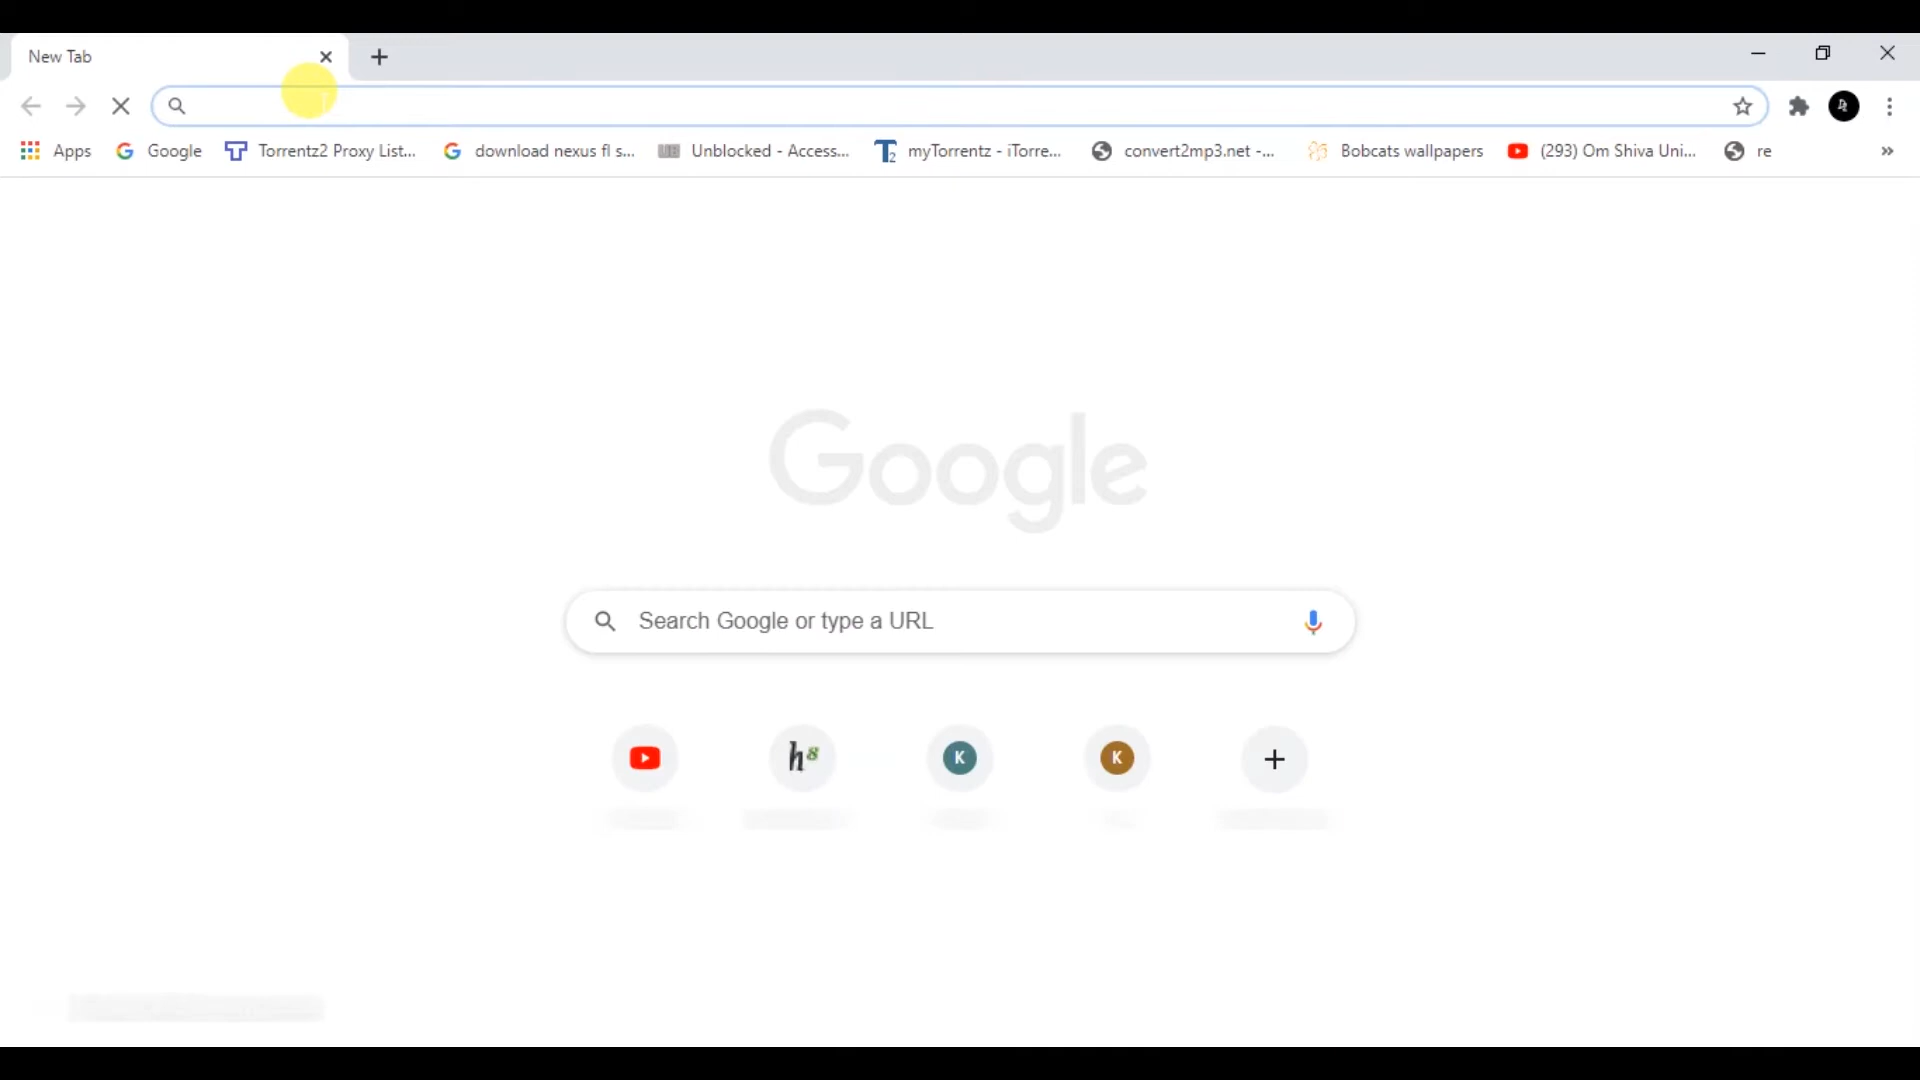 New Tab
Apps Google Torrentz2 Proxy List... download nexus fl s... Unblocked - Access... myTorrentz - iTorre... convert2mp3.net -... Bobcats wallpapers (293) Om Shiva Uni... re »
Google
Search Google or type a URL
h8 K K